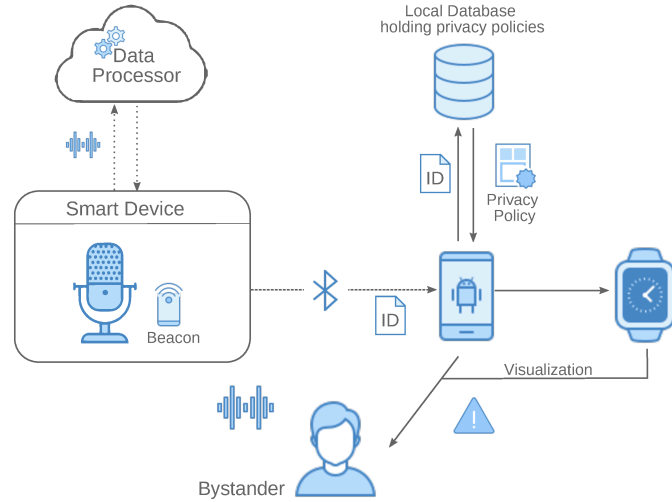 Local Database
holding privacy policies
Data
Processor
ID
Privacy
Policy
Smart Device
Beacon
ID
Visualization
Bystander